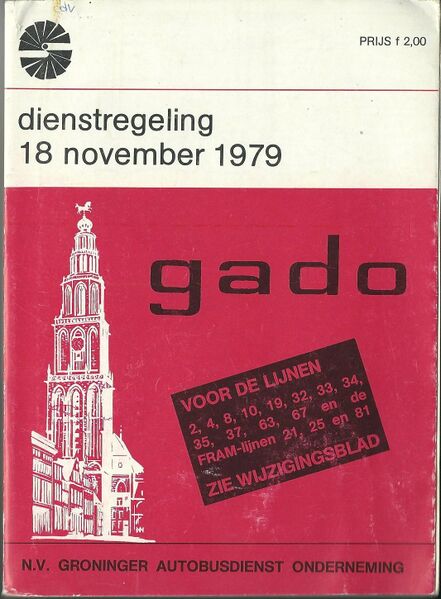 cdv
PRIJS f 2,00
dienstregeling
18 november 1979
gado
VOOR DE LIJNEN
2, 4, 8, 10, 19, 32, 33, 34,
35, 37, 63, 67 en de
FRAM-lijnen 21, 25 en 81
ZIE WIJZIGINGSBLAD
N.V. GRONINGER AUTOBUSDIENST ONDERNEMING